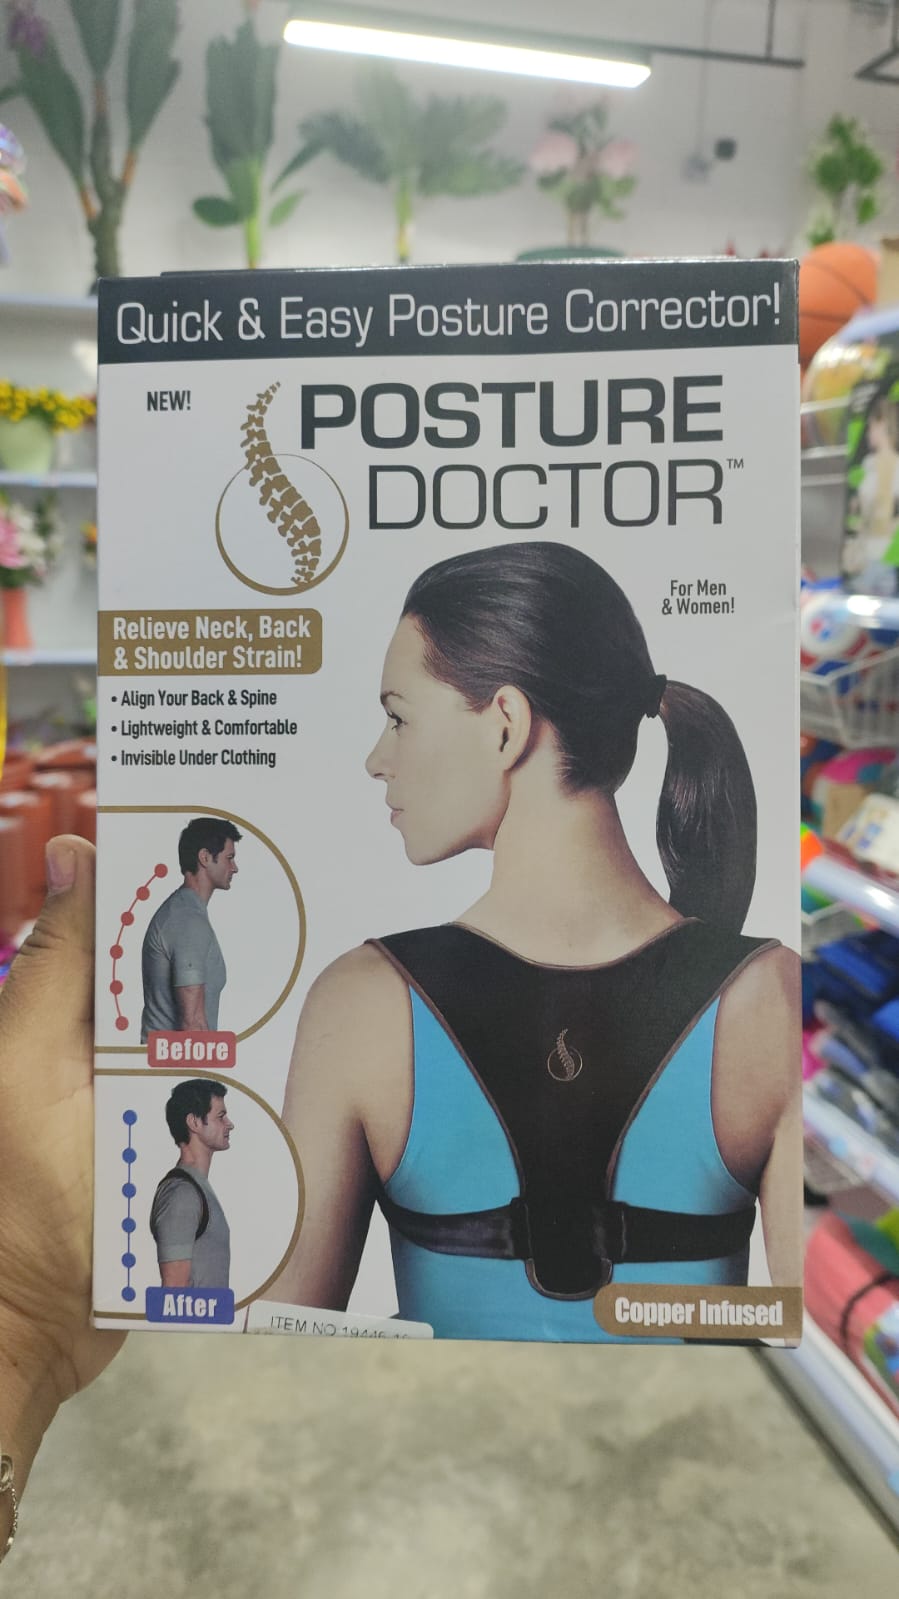 Quick & Easy Posture Corrector!
NEW!
POSTURE
DOCTOR™
For Men
& Women!
Relieve Neck, Back
& Shoulder Strain!
• Align Your Back & Spine
• Lightweight & Comfortable
• Invisible Under Clothing
Before
After
ITEM NO
Copper Infused